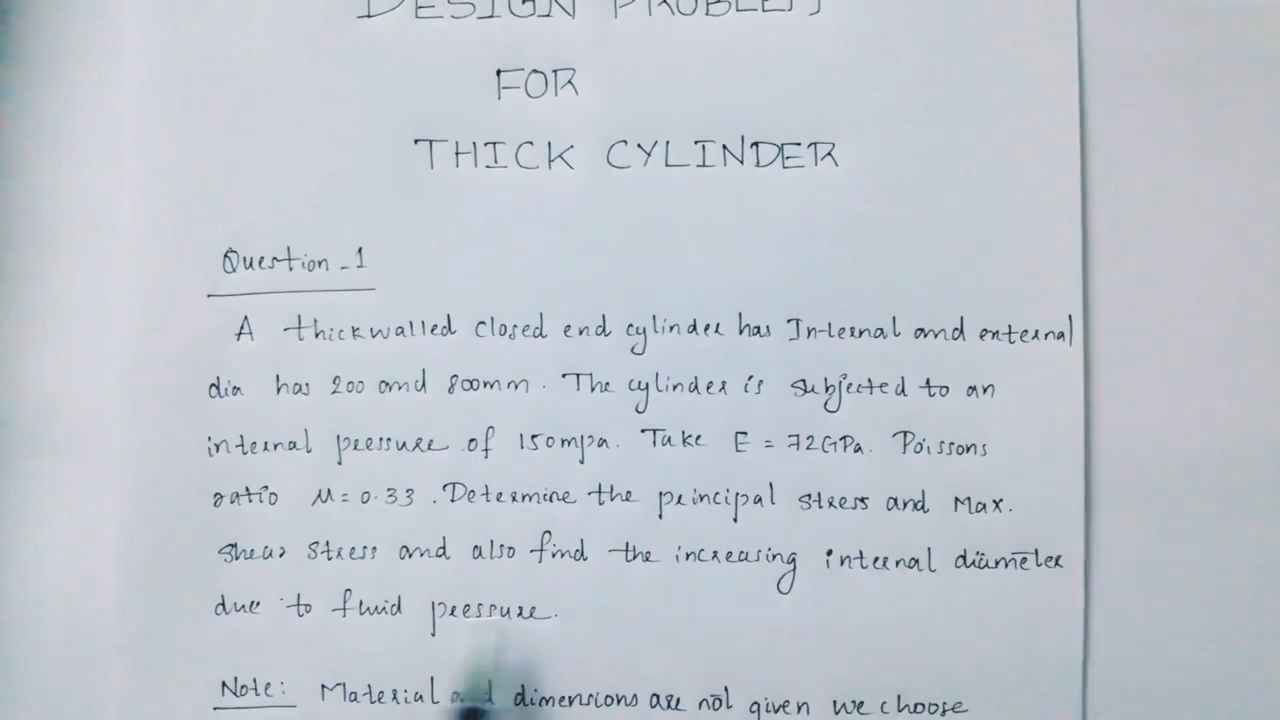 DESIGN PROBLEM
FOR
THICK CYLINDER
Question-1
A thickwalled closed end cylinder has Internal and external
dia has 200 and 800mm. The cylinder is subjected to an
internal pressure of 150mpa. Take E = 72GPa. Poissons
ratio μ = 0.33. Determine the principal stress and Max.
shear stress and also find the increasing internal diameter
due to fluid pressure.
Note: Material and dimensions are not given we choose